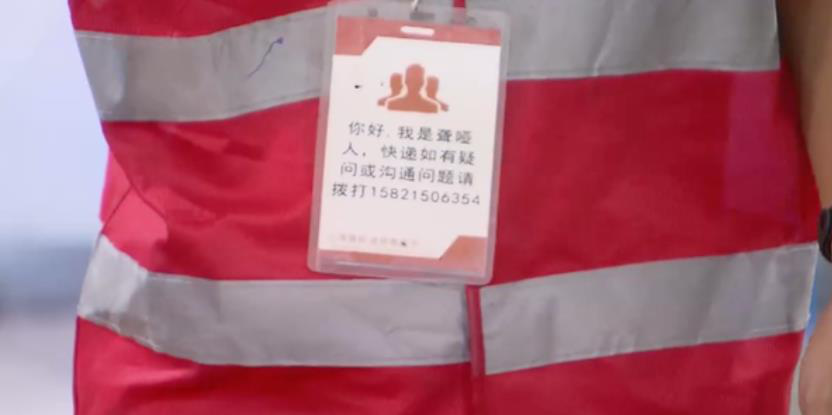 你好，我是聋哑
人，快递如有疑
问或沟通问题请
拨打15821506354